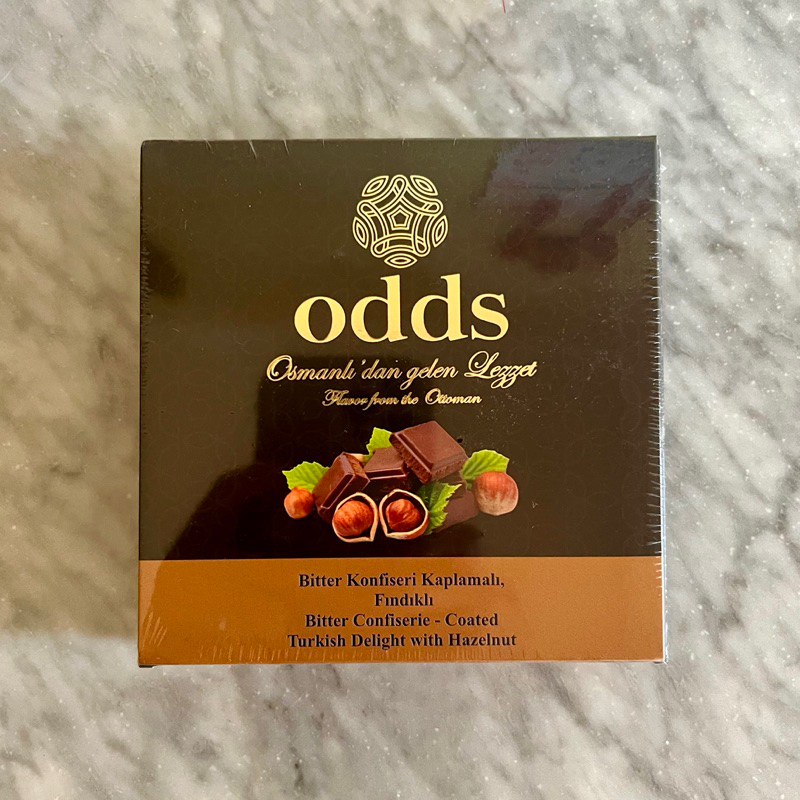 odds
Osmanlı'dan gelen Lezzet
Flavor from the Ottoman
Bitter Konfiseri Kaplamalı,
Fındıklı
Bitter Confiserie - Coated
Turkish Delight with Hazelnut